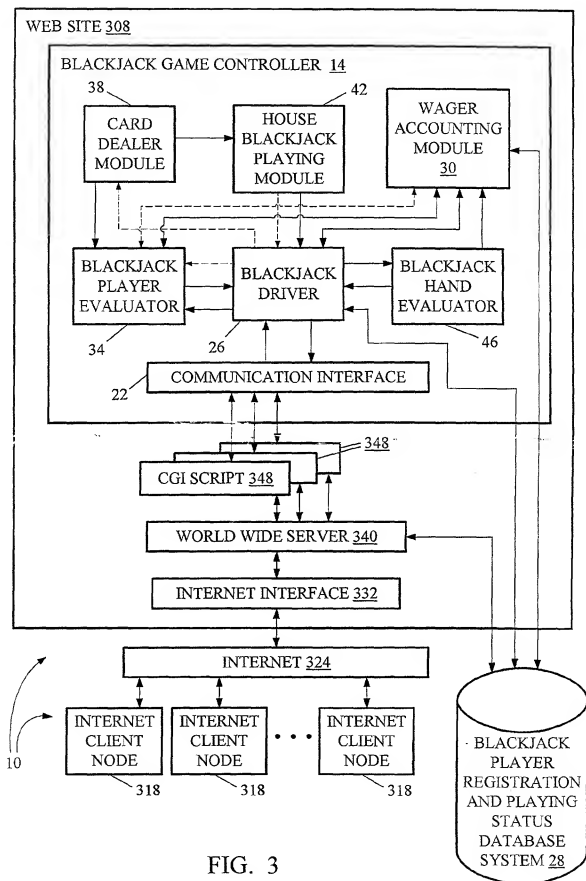 WEB SITE 308
BLACKJACK GAME CONTROLLER 14
38
42
CARD
DEALER
MODULE
HOUSE
BLACKJACK
PLAYING
MODULE
WAGER
ACCOUNTING
MODULE
30
BLACKJACK
PLAYER
EVALUATOR
BLACKJACK
DRIVER
BLACKJACK
HAND
EVALUATOR
34
26
46
22
COMMUNICATION INTERFACE
348
348
CGI SCRIPT 348
WORLD WIDE SERVER 340
INTERNET INTERFACE 332
INTERNET 324
10
INTERNET
CLIENT
NODE
INTERNET
CLIENT
NODE
• • •
INTERNET
CLIENT
NODE
318
318
318
BLACKJACK
PLAYER
REGISTRATION
AND PLAYING
STATUS
DATABASE
SYSTEM 28
FIG. 3